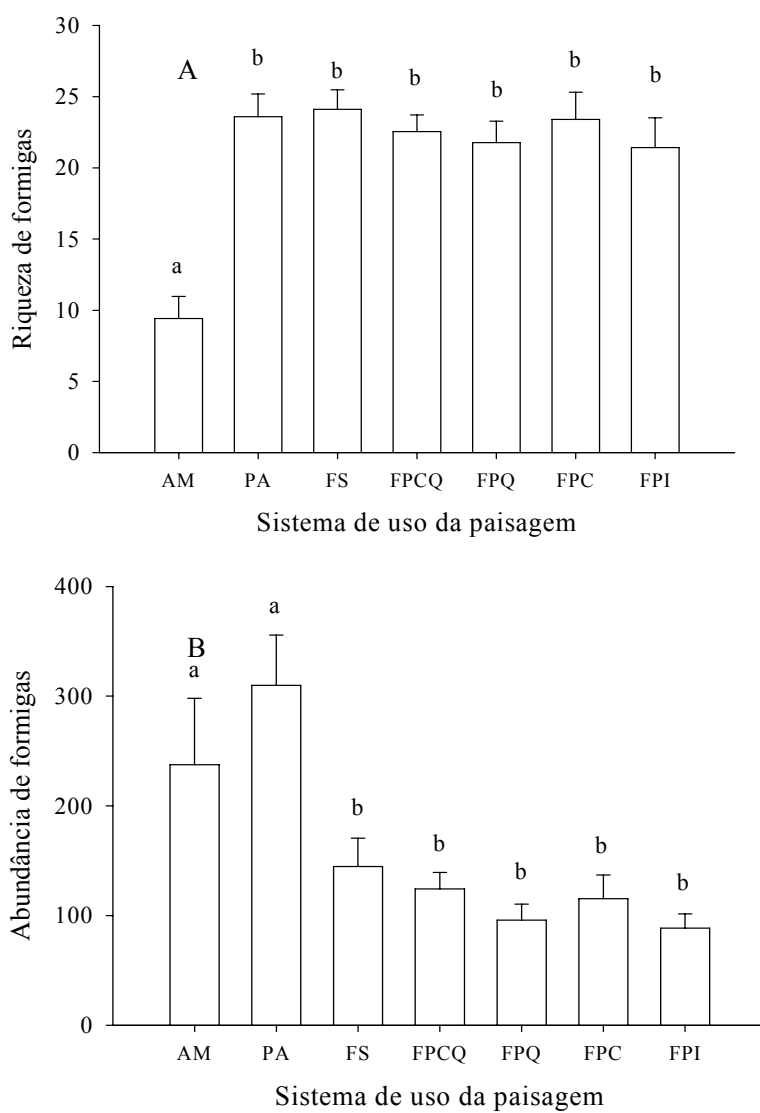 30
A
b
b
b
b
b
b
25
20
15
a
10
5
0
Riqueza de formigas
AM PA FS FPCQ FPQ FPC FPI
Sistema de uso da paisagem
400
a
B
a
300
200
b
b
b
b
b
100
0
Abundância de formigas
AM PA FS FPCQ FPQ FPC FPI
Sistema de uso da paisagem